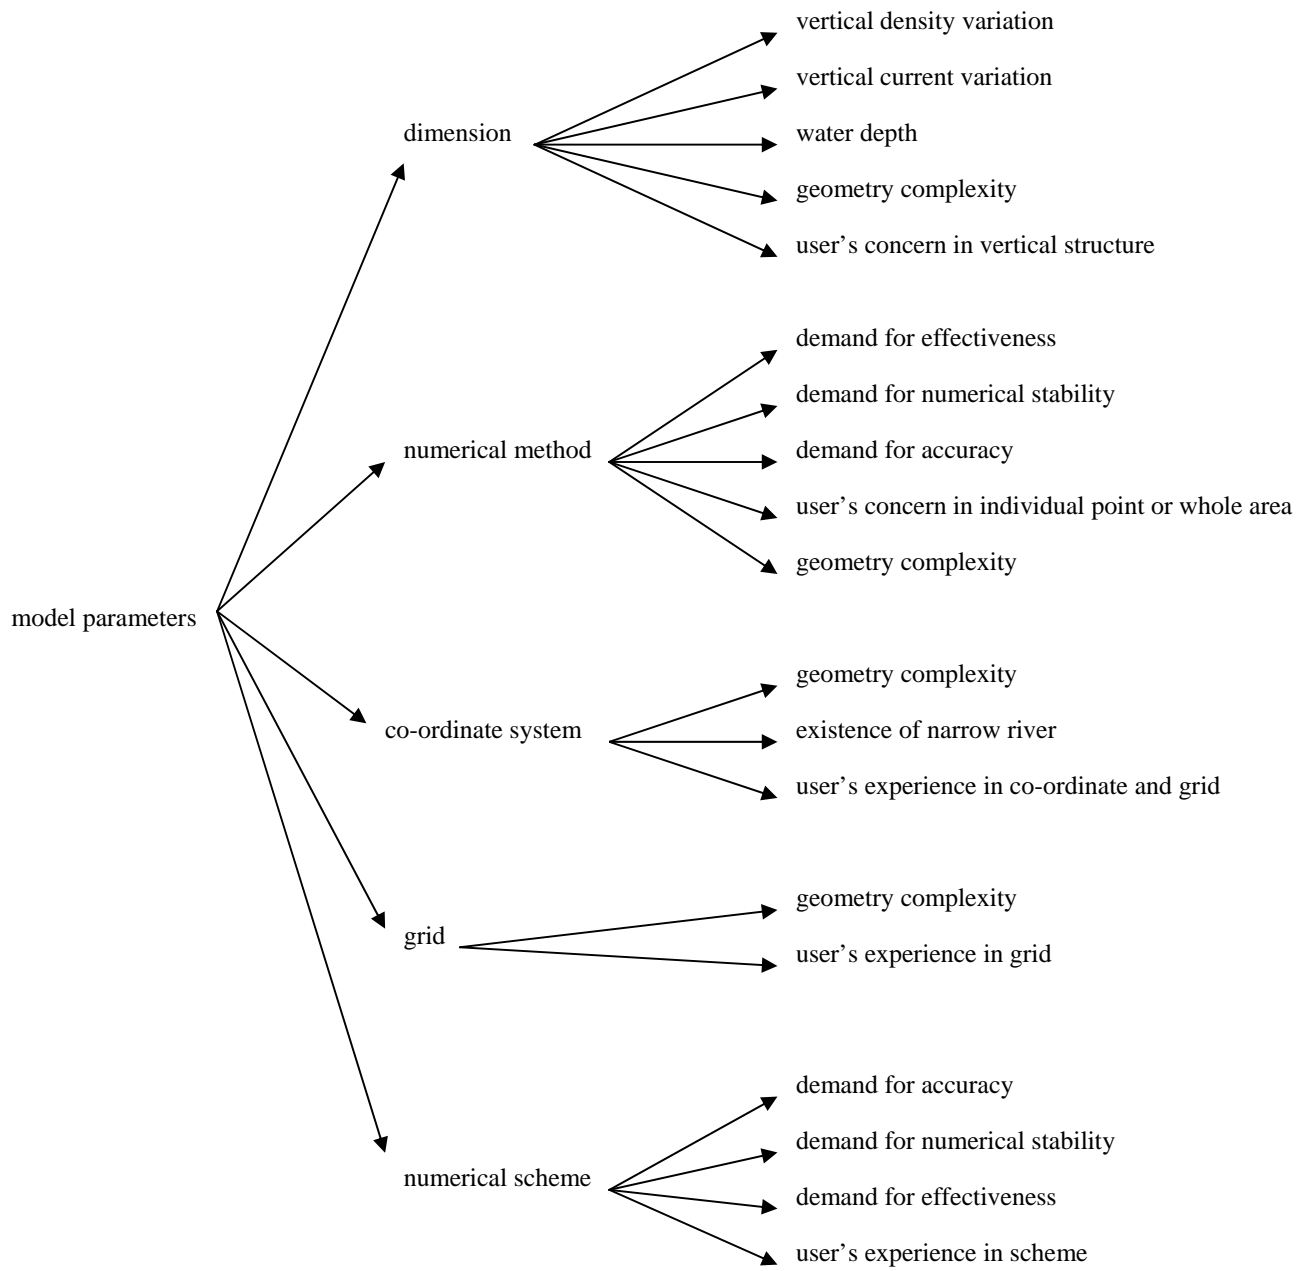 model parameters
dimension
vertical density variation
vertical current variation
water depth
geometry complexity
user’s concern in vertical structure
numerical method
demand for effectiveness
demand for numerical stability
demand for accuracy
user’s concern in individual point or whole area
geometry complexity
co-ordinate system
geometry complexity
existence of narrow river
user’s experience in co-ordinate and grid
grid
geometry complexity
user’s experience in grid
numerical scheme
demand for accuracy
demand for numerical stability
demand for effectiveness
user’s experience in scheme